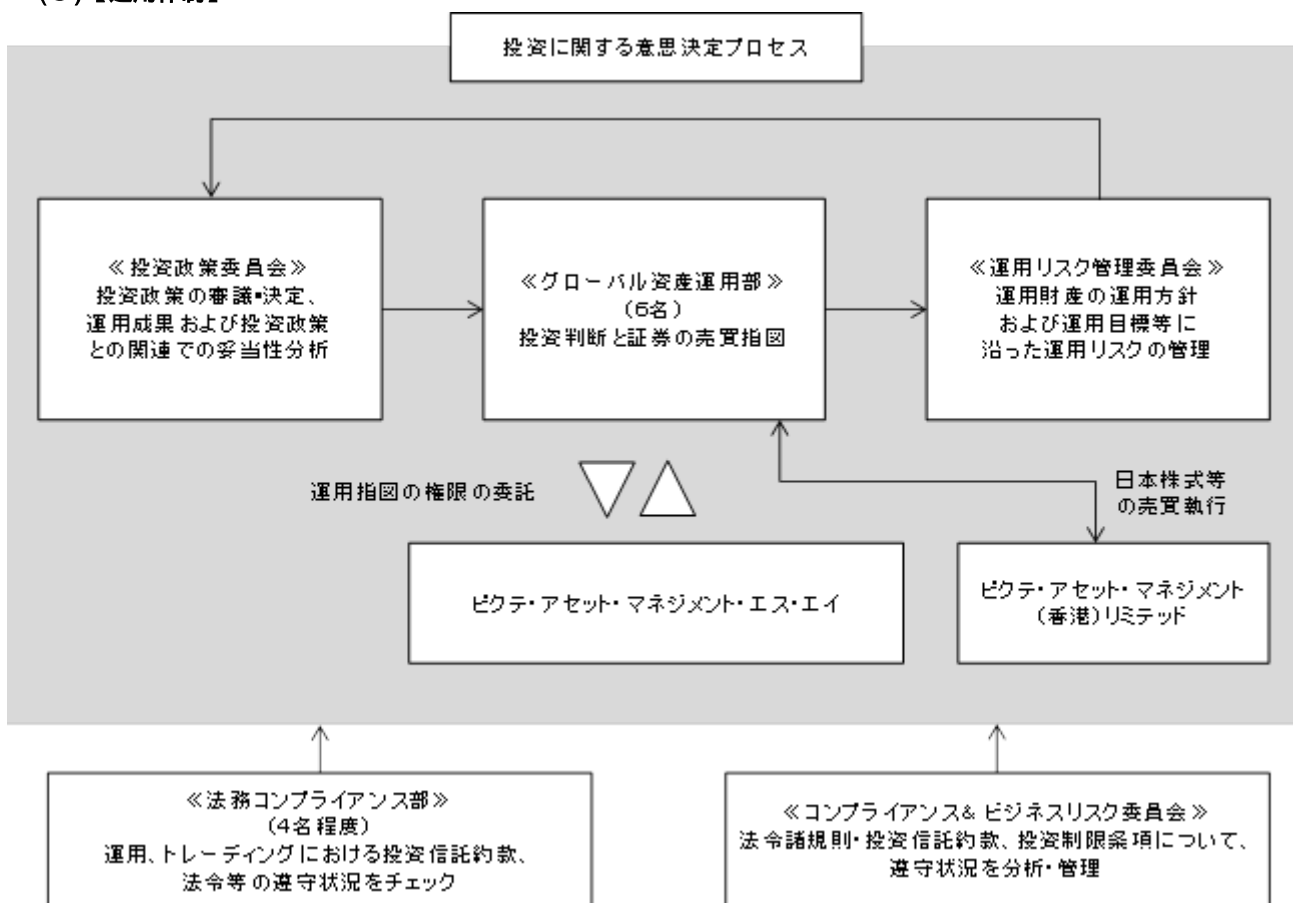 投資に関する意思決定プロセス
≪投資政策委員会≫
投資政策の審議・決定、
運用成果および投資政策
との関連での妥当性分析
≪グローバル資産運用部≫
(6名)
投資判断と証券の売買指図
≪運用リスク管理委員会≫
運用財産の運用方針
および運用目標等に
沿った運用リスクの管理
運用指図の権限の委託
日本株式等
の売買執行
ピクテ・アセット・マネジメント・エス・エイ
ピクテ・アセット・マネジメント
(香港)リミテッド
≪法務コンプライアンス部≫
(4名程度)
運用、トレーディングにおける投資信託約款、
法令等の遵守状況をチェック
≪コンプライアンス& ビジネスリスク委員会≫
法令諸規則・投資信託約款、投資制限条項について、
遵守状況を分析・管理